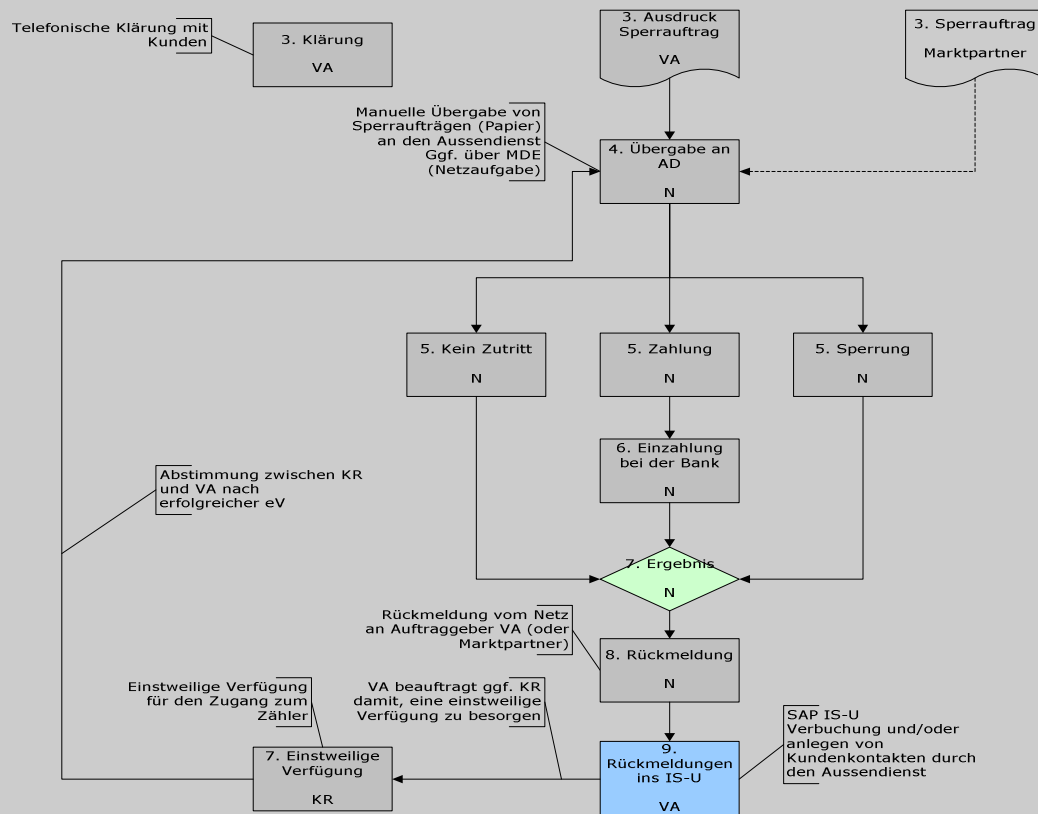 Telefonische Klärung mit
Kunden
3. Klärung
VA
3. Ausdruck
Sperrauftrag
VA
3. Sperrauftrag
Marktpartner
Manuelle Übergabe von
Sperraufträgen (Papier)
an den Aussendienst
Ggf. über MDE
(Netzaufgabe)
4. Übergabe an
AD
N
5. Kein Zutritt
N
5. Zahlung
N
5. Sperrung
N
6. Einzahlung
bei der Bank
N
Abstimmung zwischen KR
und VA nach
erfolgreicher eV
7. Ergebnis
N
Rückmeldung vom Netz
an Auftraggeber VA (oder
Marktpartner)
8. Rückmeldung
N
Einstweilige Verfügung
für den Zugang zum
Zähler
VA beauftragt ggf. KR
damit, eine einstweilige
Verfügung zu besorgen
7. Einstweilige
Verfügung
KR
9.
Rückmeldungen
ins IS-U
VA
SAP IS-U
Verbuchung und/oder
anlegen von
Kundenkontakten durch
den Aussendienst